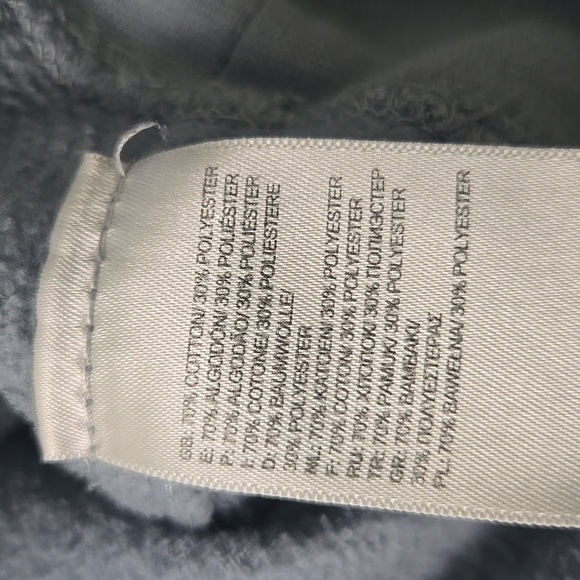 GB: 70% COTTON/ 30% POLYESTER
E: 70% ALGODÓN/ 30% POLIÉSTER
P: 70% ALGODÃO/ 30% POLIÉSTER
I: 70% COTONE/ 30% POLIESTERE
D: 70% BAUMWOLLE/
30% POLYESTER
NL: 70% KATOEN/ 30% POLYESTER
F: 70% COTON/ 30% POLYESTER
RU: 70% ХЛОПОК/ 30% ПОЛИЭСТЕР
TR: 70% PAMUK/ 30% POLYESTER
GR: 70% ΒΑΜΒΑΚΙ/
30% ΠΟΛΥΕΣΤΕΡΑΣ
PL: 70% BAWEŁNA/ 30% POLYESTER